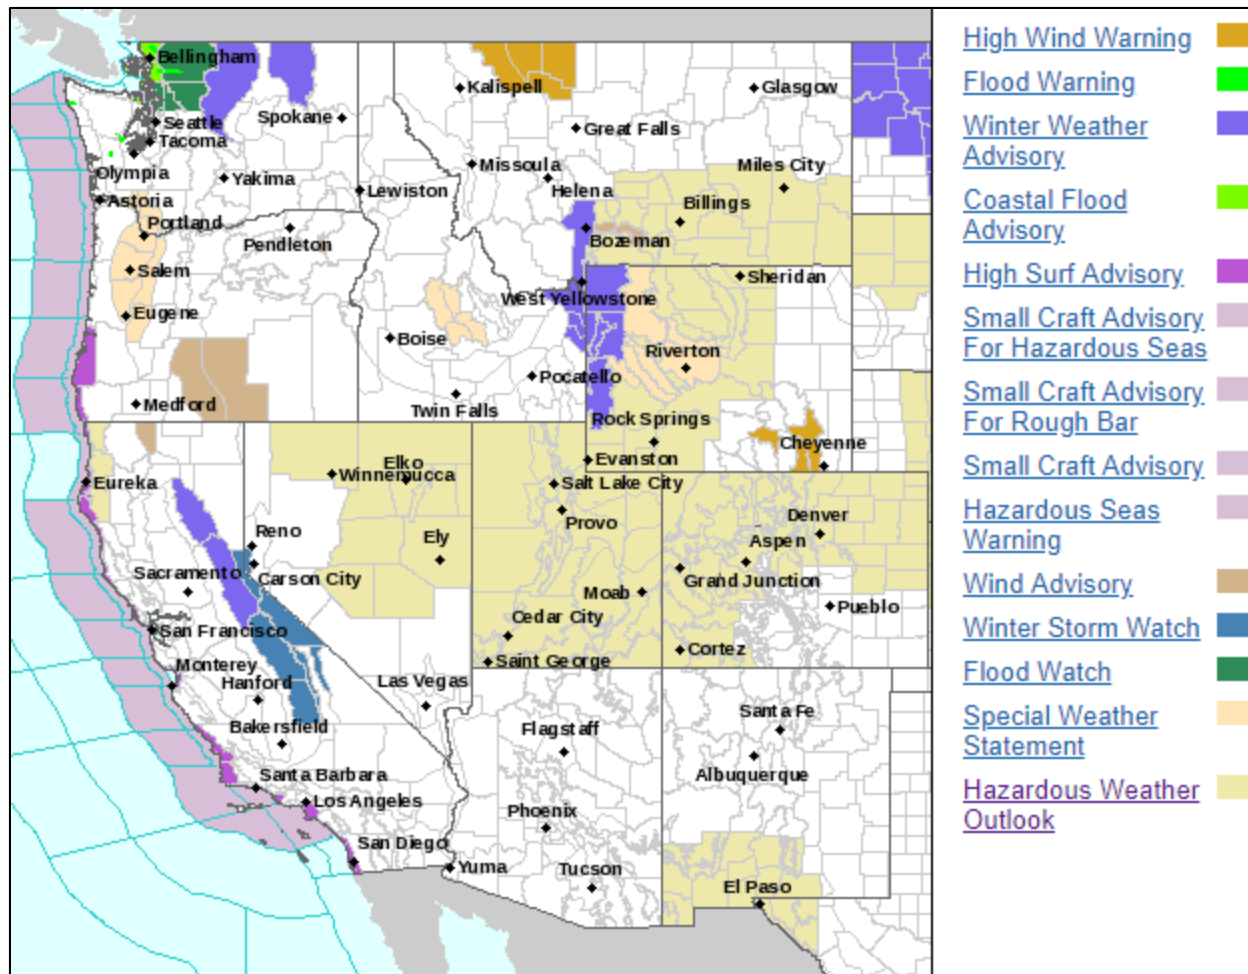 Bellingham
Kalispell
Glasgow
Seattle
Spokane
Great Falls
Tacoma
Missoula
Miles City
Olympia
Yakima
Lewiston
Helena
Astoria
Billings
Portland
Pendleton
Bozeman
Salem
Sheridan
West Yellowstone
Eugene
Boise
Riverton
Pocatello
Medford
Twin Falls
Rock Springs
Cheyenne
Elko
Evanston
Winnemucca
Eureka
Salt Lake City
Provo
Denver
Reno
Ely
Aspen
Sacramento
Carson City
Grand Junction
Moab
Pueblo
Cedar City
San Francisco
Cortez
Saint George
Monterey
Hanford
Las Vegas
Santa Fe
Bakersfield
Flagstaff
Santa Barbara
Albuquerque
Los Angeles
Phoenix
San Diego
Yuma
Tucson
El Paso
High Wind Warning
Flood Warning
Winter Weather
Advisory
Coastal Flood
Advisory
High Surf Advisory
Small Craft Advisory
For Hazardous Seas
Small Craft Advisory
For Rough Bar
Small Craft Advisory
Hazardous Seas
Warning
Wind Advisory
Winter Storm Watch
Flood Watch
Special Weather
Statement
Hazardous Weather
Outlook